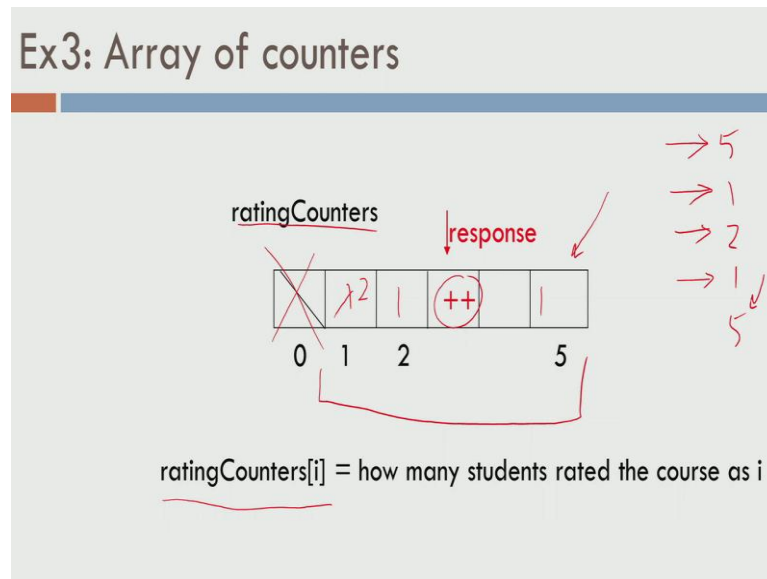 Ex3: Array of counters
→ 5
→ 1
→ 2
→ 1
5
ratingCounters
response
1 2 1 ++ 1
0 1 2 5
ratingCounters[i] = how many students rated the course as i